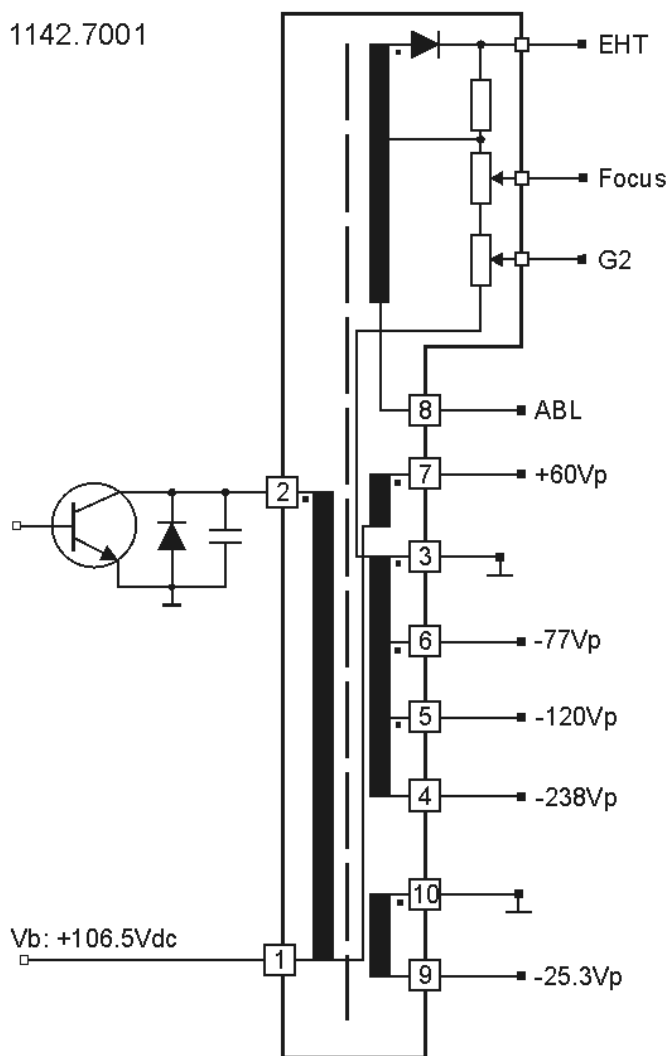 1142.7001
EHT
Focus
G2
8
ABL
7
+60Vp
2
3
6
-77Vp
5
-120Vp
4
-238Vp
10
Vb: +106.5Vdc
1
9
-25.3Vp